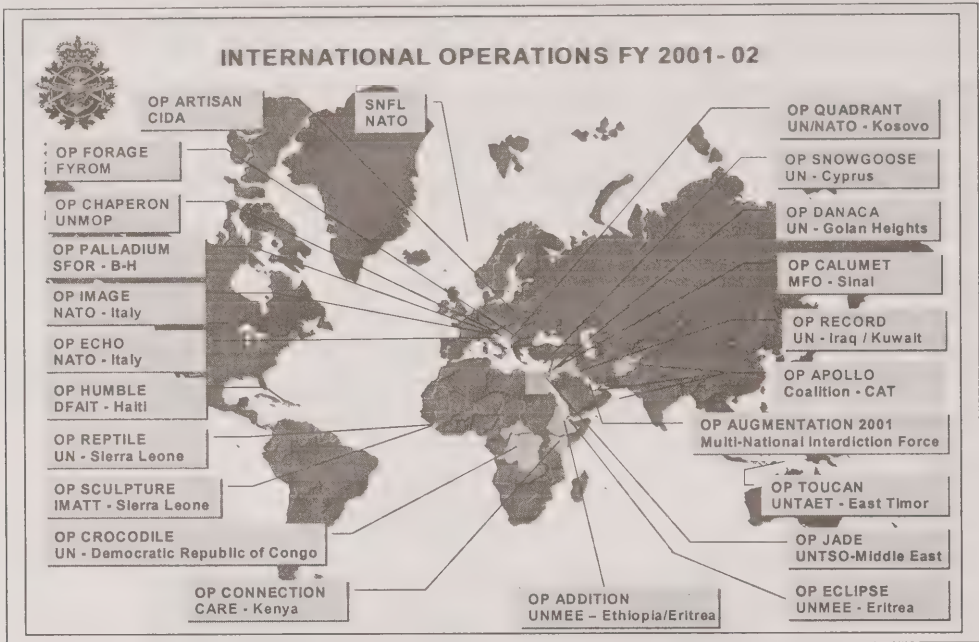 INTERNATIONAL OPERATIONS FY 2001-02
OP ARTISAN
CIDA
SNFL
NATO
OP FORAGE
FYROM
OP CHAPERON
UNMOP
OP PALLADIUM
SFOR - B-H
OP IMAGE
NATO - Italy
OP ECHO
NATO - Italy
OP HUMBLE
DFAIT - Haiti
OP REPTILE
UN - Sierra Leone
OP SCULPTURE
IMATT - Sierra Leone
OP CROCODILE
UN - Democratic Republic of Congo
OP CONNECTION
CARE - Kenya
OP ADDITION
UNMEE – Ethiopia/Eritrea
OP QUADRANT
UN/NATO - Kosovo
OP SNOWGOOSE
UN - Cyprus
OP DANACA
UN - Golan Heights
OP CALUMET
MFO - Sinai
OP RECORD
UN - Iraq / Kuwait
OP APOLLO
Coalition - CAT
OP AUGMENTATION 2001
Multi-National Interdiction Force
OP TOUCAN
UNTAET - East Timor
OP JADE
UNTSO-Middle East
OP ECLIPSE
UNMEE - Eritrea